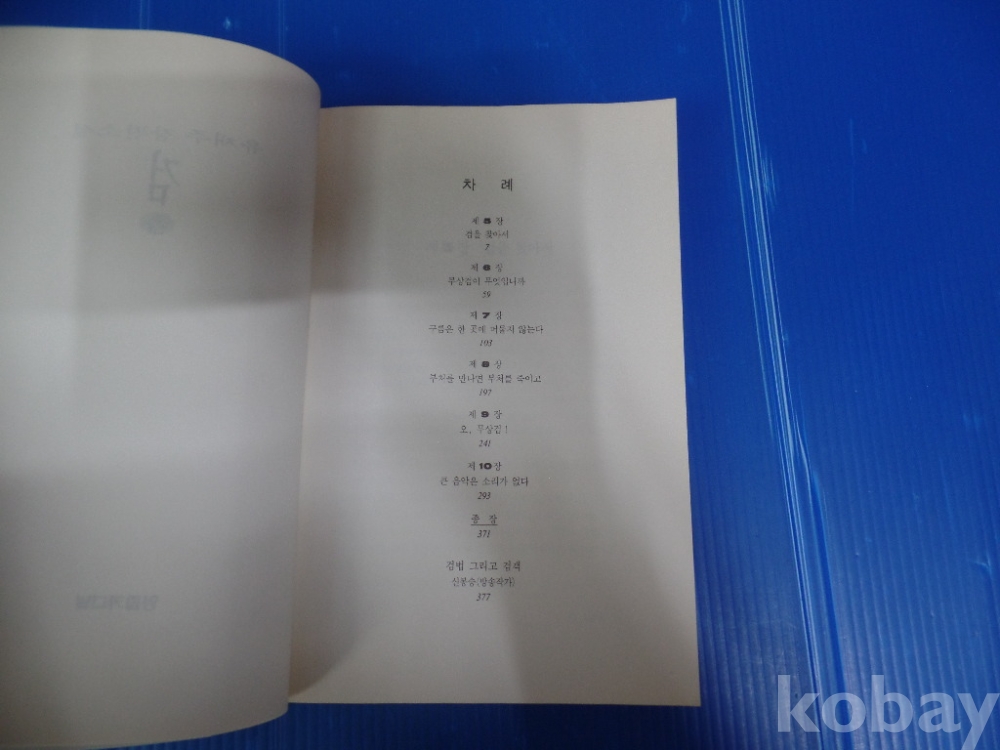 차 례
제 5 장
검을 찾아서
7
제 6 장
무상검이 무엇입니까
59
제 7 장
구름은 한 곳에 머물지 않는다
103
제 8 장
부처를 만나면 부처를 죽이고
197
제 9 장
오, 무상검!
241
제 10 장
큰 음악은 소리가 없다
293
종 장
371
검법 그리고 검객
신봉승[방송작가]
377
kobay